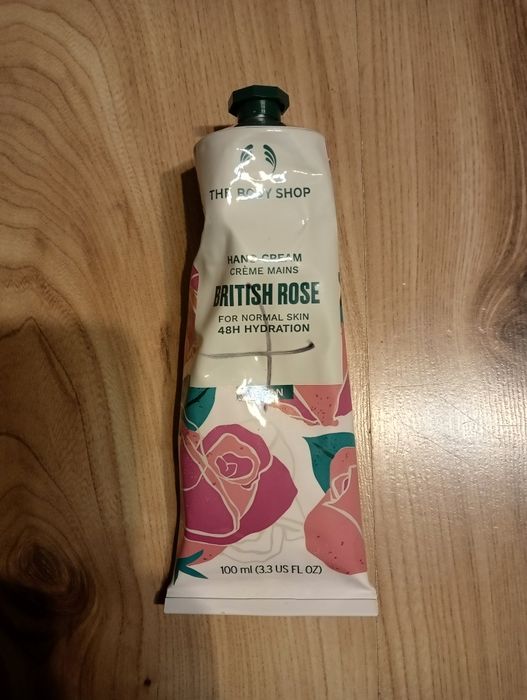 THE BODY SHOP
HAND CREAM
CRÈME MAINS
BRITISH ROSE
FOR NORMAL SKIN
48H HYDRATION
100 ml (3.3 US FL OZ)